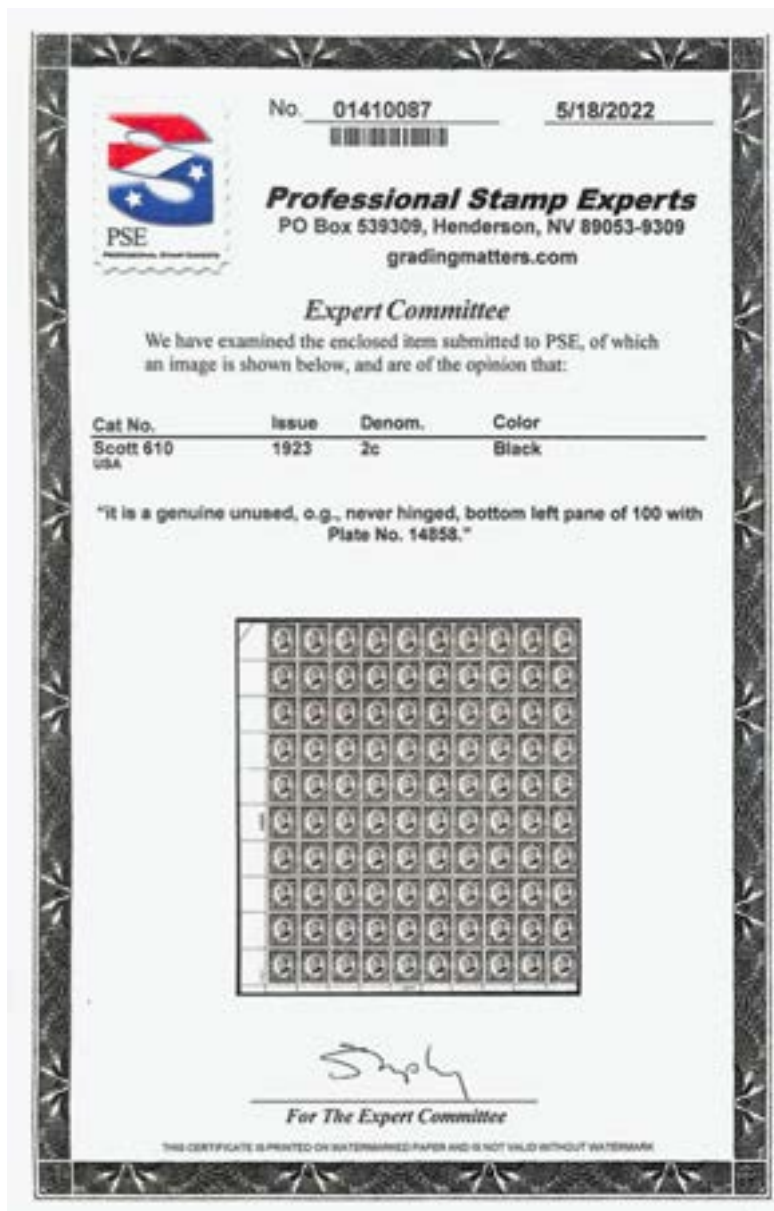 No. 01410087 5/18/2022
PSE
Professional Stamp Experts
PO Box 539309, Henderson, NV 89053-9309
gradingmatters.com
Expert Committee
We have examined the enclosed item submitted to PSE, of which
an image is shown below, and are of the opinion that:
Cat No. Issue Denom. Color
Scott 610 1923 2c Black
USA
"it is a genuine unused, o.g., never hinged, bottom left pane of 100 with
Plate No. 14858."
For The Expert Committee
THIS CERTIFICATE IS PRINTED ON WATERMARKED PAPER AND IS NOT VALID WITHOUT WATERMARK